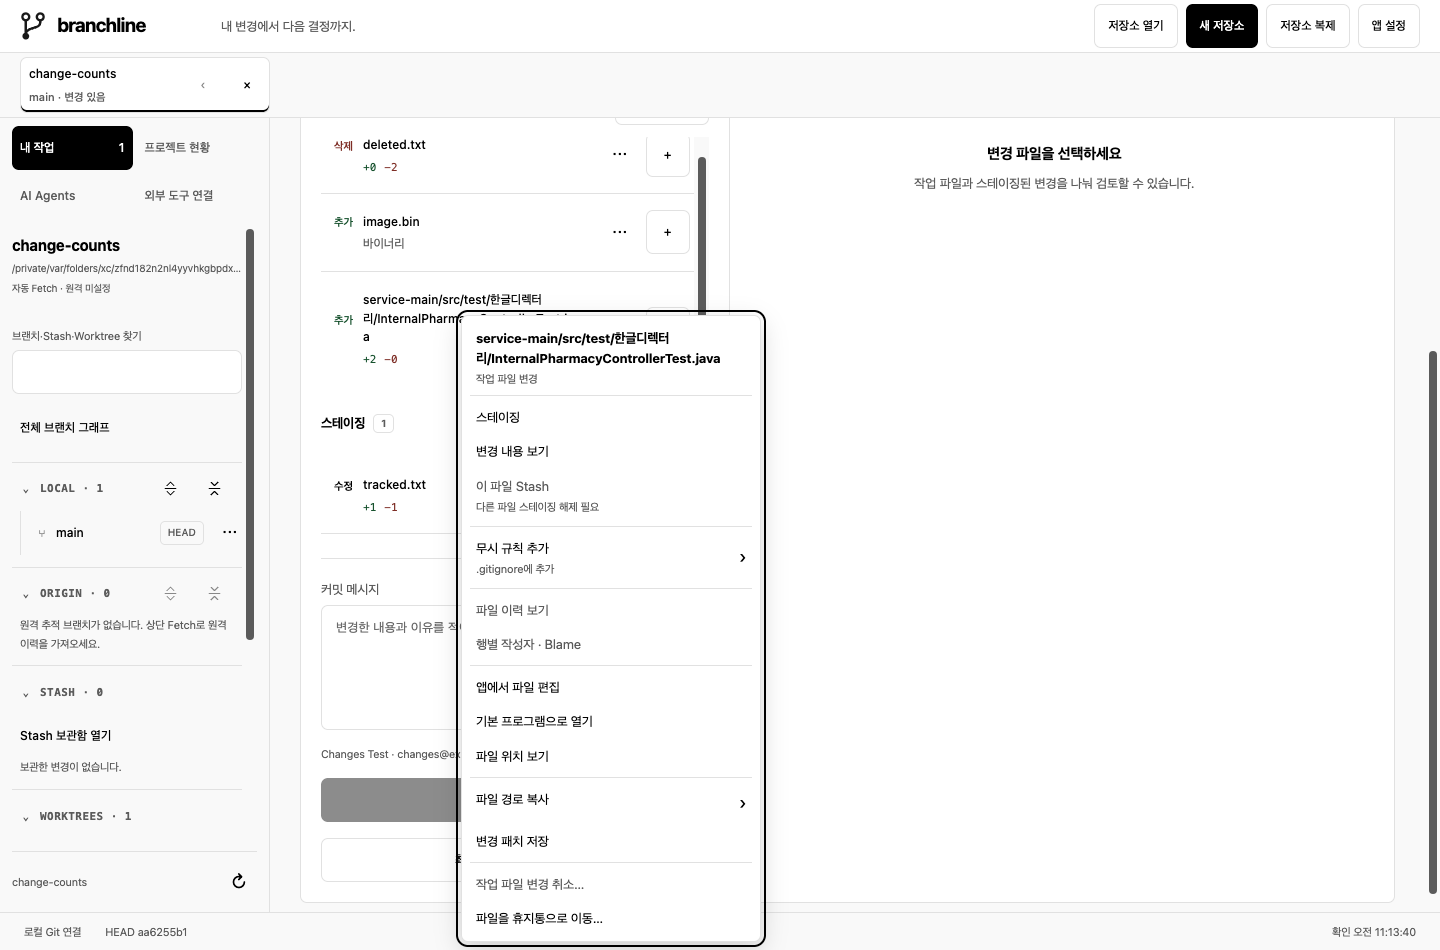 branchline
내 변경에서 다음 결정까지.
저장소 열기
새 저장소
저장소 복제
앱 설정
change-counts
main · 변경 있음
내 작업 1
프로젝트 현황
AI Agents
외부 도구 연결
change-counts
/private/var/folders/xc/zfnd182n2nl4yyvhkgbpdx...
자동 Fetch · 원격 미설정
브랜치·Stash·Worktree 찾기
전체 브랜치 그래프
LOCAL · 1
main HEAD
ORIGIN · 0
원격 추적 브랜치가 없습니다. 상단 Fetch로 원격
이력을 가져오세요.
STASH · 0
Stash 보관함 열기
보관한 변경이 없습니다.
WORKTREES · 1
change-counts
삭제 deleted.txt
+0 −2
추가 image.bin
바이너리
service-main/src/test/한글디렉터
추가 리/InternalPharm
a
+2 −0
스테이징 1
수정 tracked.txt
+1 −1
커밋 메시지
변경한 내용과 이유를
Changes Test · changes@ex
service-main/src/test/한글디렉터
리/InternalPharmacyControllerTest.java
작업 파일 변경
스테이징
변경 내용 보기
이 파일 Stash
다른 파일 스테이징 해제 필요
무시 규칙 추가
.gitignore에 추가
파일 이력 보기
행별 작성자 · Blame
앱에서 파일 편집
기본 프로그램으로 열기
파일 위치 보기
파일 경로 복사
변경 패치 저장
작업 파일 변경 취소...
파일을 휴지통으로 이동...
변경 파일을 선택하세요
작업 파일과 스테이징된 변경을 나눠 검토할 수 있습니다.
로컬 Git 연결
HEAD aa6255b1
확인 오전 11:13:40